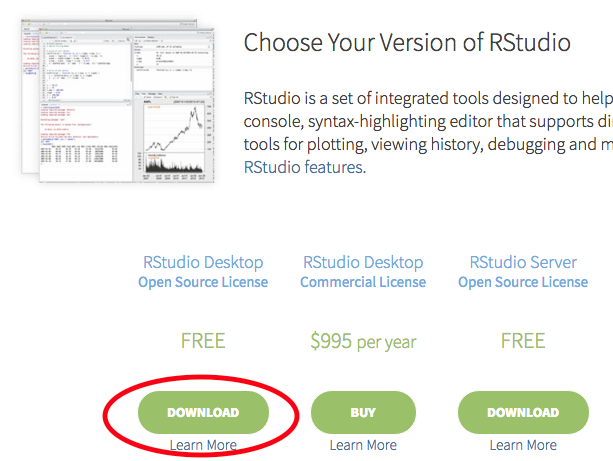 Choose Your Version of RStudio
RStudio is a set of integrated tools designed to help
console, syntax-highlighting editor that supports di
tools for plotting, viewing history, debugging and m
RStudio features.
RStudio Desktop
Open Source License
RStudio Desktop
Commercial License
RStudio Server
Open Source License
FREE
$995 per year
FREE
DOWNLOAD
BUY
DOWNLOAD
Learn More
Learn More
Learn More